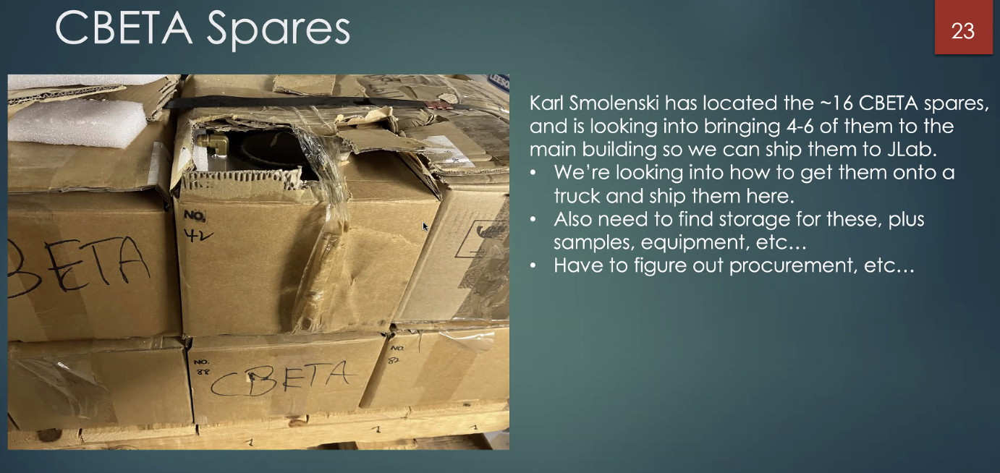 CBETA Spares
23
Karl Smolenski has located the ~16 CBETA spares,
and is looking into bringing 4-6 of them to the
main building so we can ship them to JLab.
• We’re looking into how to get them onto a
truck and ship them here.
• Also need to find storage for these, plus
samples, equipment, etc…
• Have to figure out procurement, etc…
NO.
42
BETA
NO.
88
CBETA
NO.
82